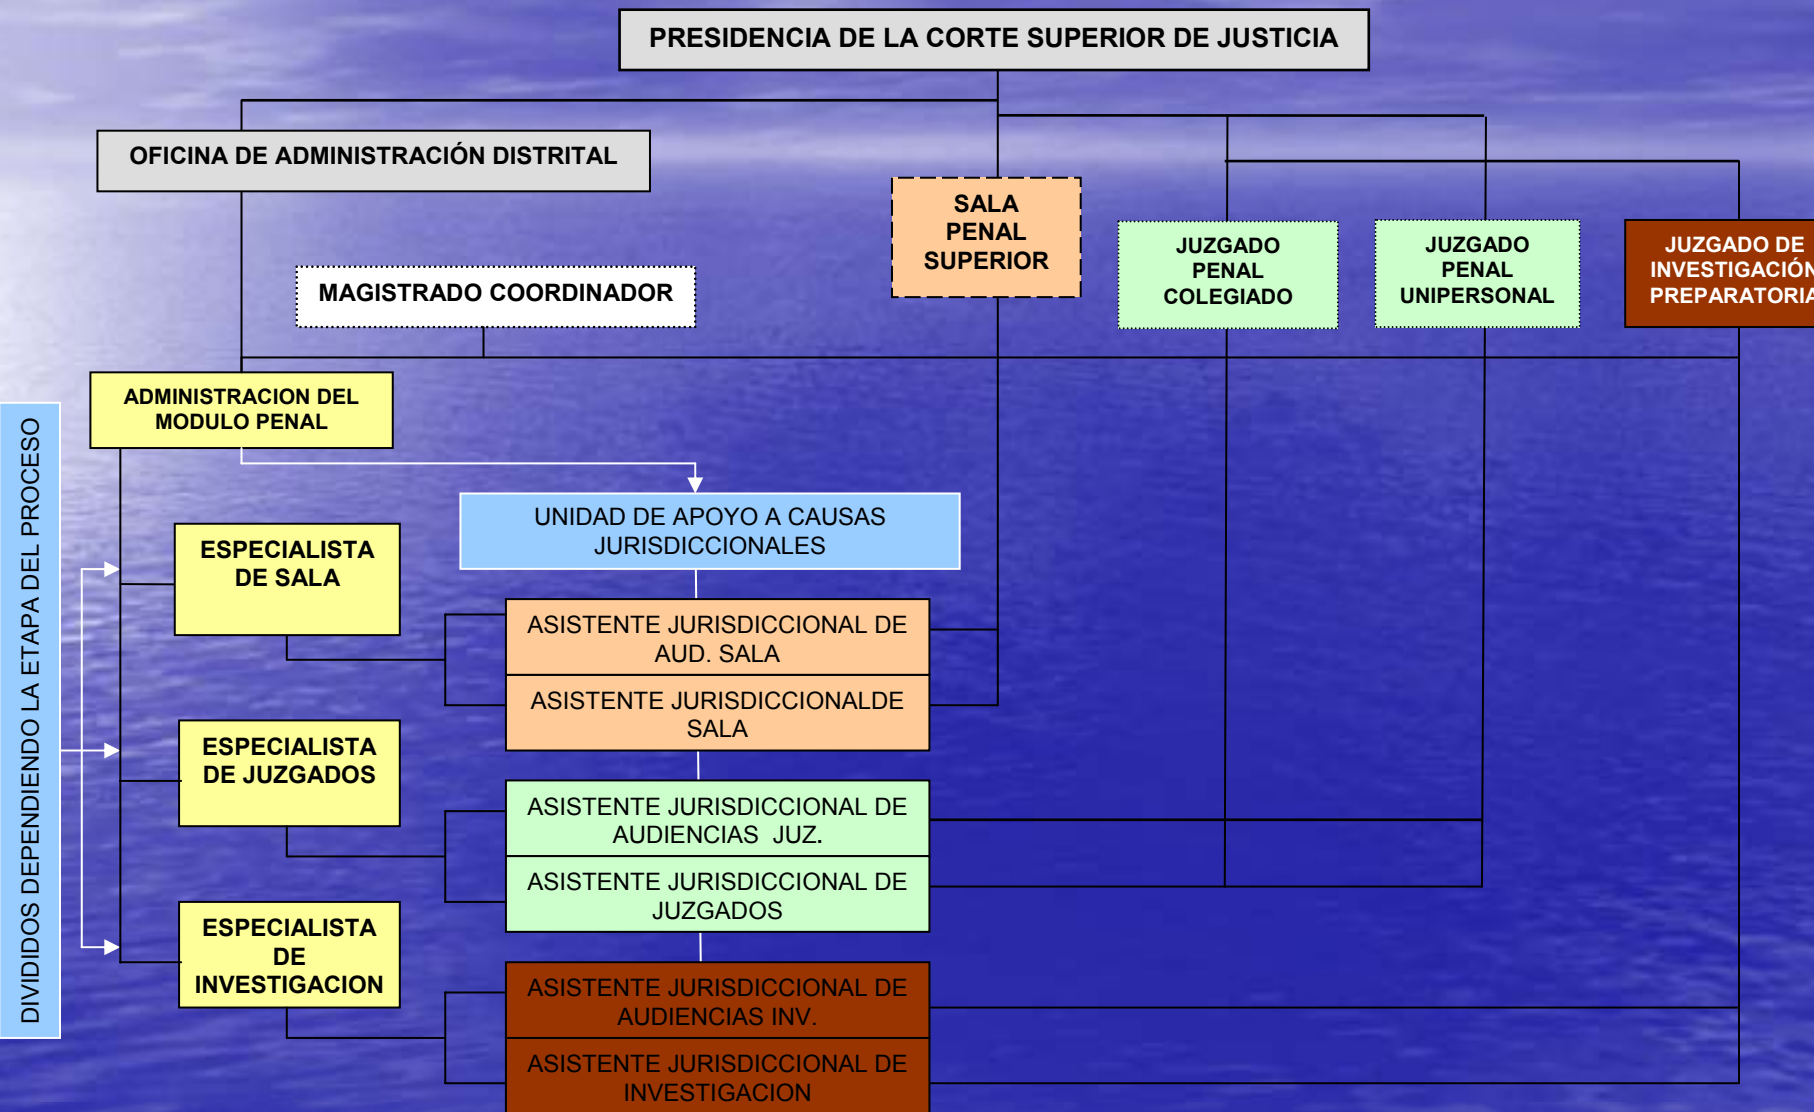 PRESIDENCIA DE LA CORTE SUPERIOR DE JUSTICIA
OFICINA DE ADMINISTRACIÓN DISTRITAL
SALA
PENAL
SUPERIOR
JUZGADO
PENAL
COLEGIADO
JUZGADO
PENAL
UNIPERSONAL
JUZGADO DE
INVESTIGACIÓN
PREPARATORIA
MAGISTRADO COORDINADOR
ADMINISTRACION DEL
MODULO PENAL
DIVIDIDOS DEPENDIENDO LA ETAPA DEL PROCESO
UNIDAD DE APOYO A CAUSAS
JURISDICCIONALES
ESPECIALISTA
DE SALA
ASISTENTE JURISDICCIONAL DE
AUD. SALA
ASISTENTE JURISDICCIONALDE
SALA
ESPECIALISTA
DE JUZGADOS
ASISTENTE JURISDICCIONAL DE
AUDIENCIAS JUZ.
ASISTENTE JURISDICCIONAL DE
JUZGADOS
ESPECIALISTA
DE
INVESTIGACION
ASISTENTE JURISDICCIONAL DE
AUDIENCIAS INV.
ASISTENTE JURISDICCIONAL DE
INVESTIGACION